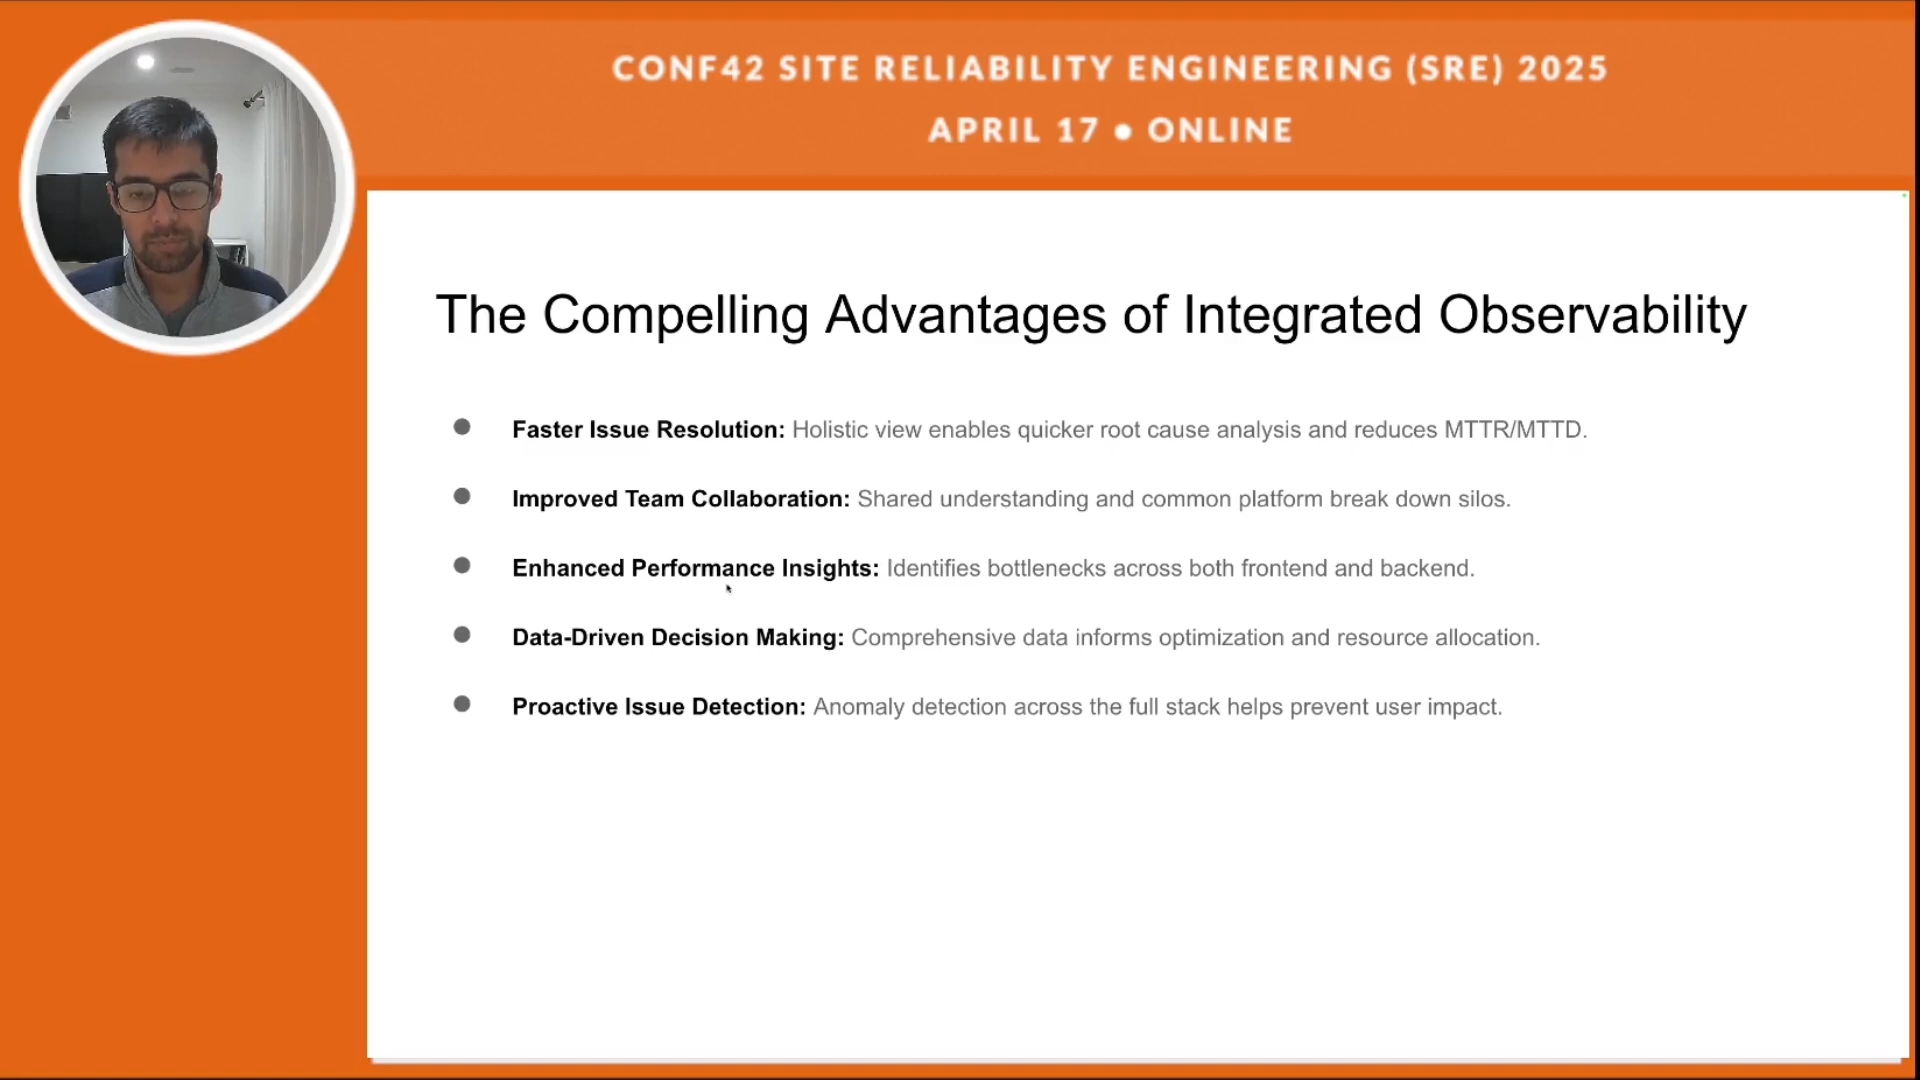 CONF42 SITE RELIABILITY ENGINEERING (SRE) 2025
APRIL 17 ● ONLINE
The Compelling Advantages of Integrated Observability
● Faster Issue Resolution: Holistic view enables quicker root cause analysis and reduces MTTR/MTTD.
● Improved Team Collaboration: Shared understanding and common platform break down silos.
● Enhanced Performance Insights: Identifies bottlenecks across both frontend and backend.
● Data-Driven Decision Making: Comprehensive data informs optimization and resource allocation.
● Proactive Issue Detection: Anomaly detection across the full stack helps prevent user impact.